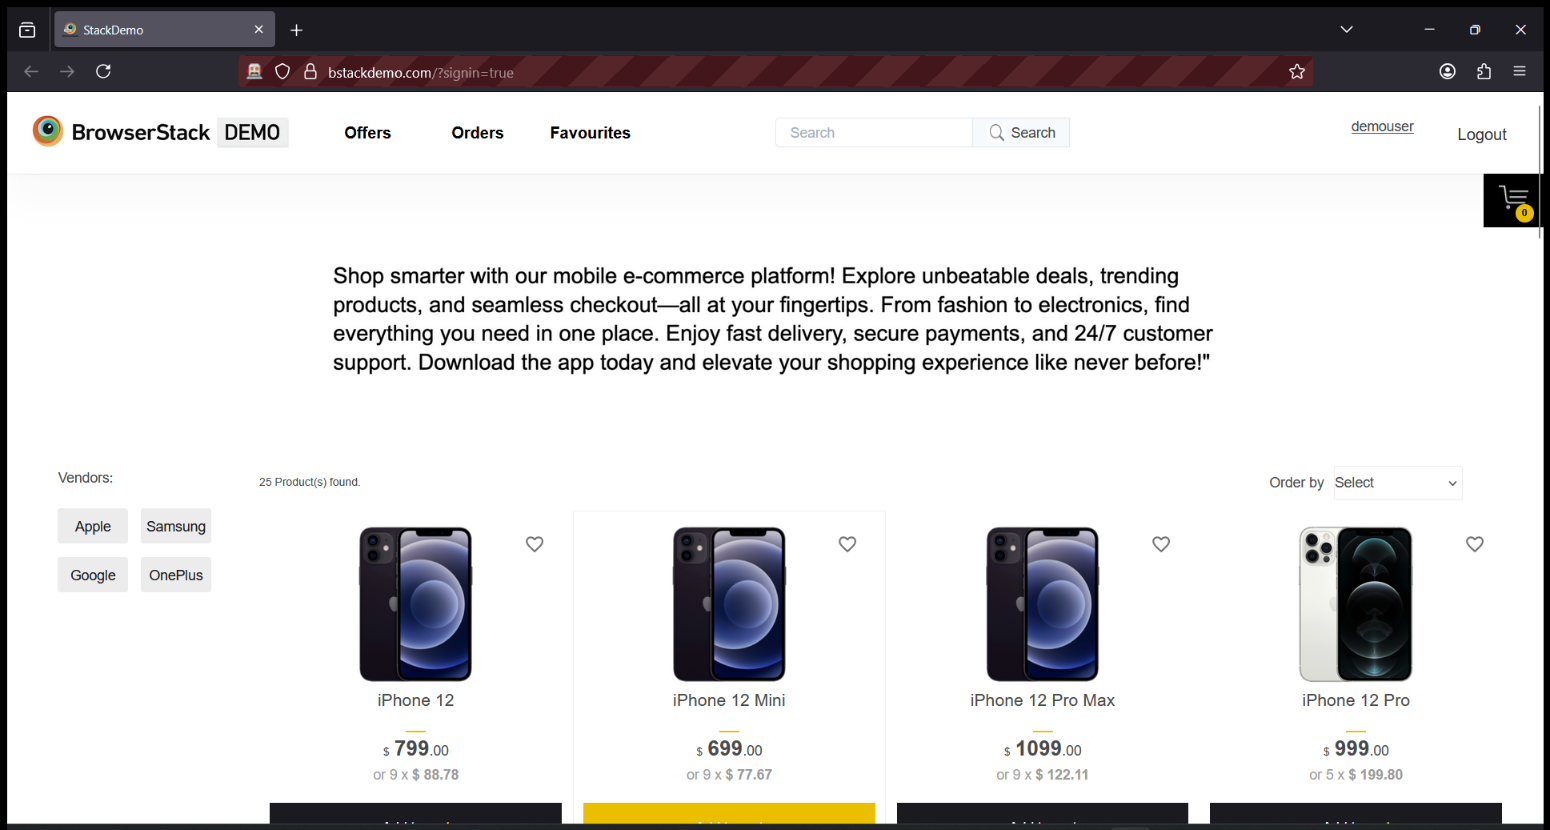 StackDemo
bstackdemo.com/?signin=true
BrowserStack DEMO
Offers
Orders
Favourites
Search
Search
demouser
Logout
0
Shop smarter with our mobile e-commerce platform! Explore unbeatable deals, trending
products, and seamless checkout—all at your fingertips. From fashion to electronics, find
everything you need in one place. Enjoy fast delivery, secure payments, and 24/7 customer
support. Download the app today and elevate your shopping experience like never before!"
Vendors:
25 Product(s) found.
Order by Select
Apple
Samsung
Google
OnePlus
iPhone 12
iPhone 12 Mini
iPhone 12 Pro Max
iPhone 12 Pro
$ 799.00
$ 699.00
$ 1099.00
$ 999.00
or 9 x $ 88.78
or 9 x $ 77.67
or 9 x $ 122.11
or 5 x $ 199.80